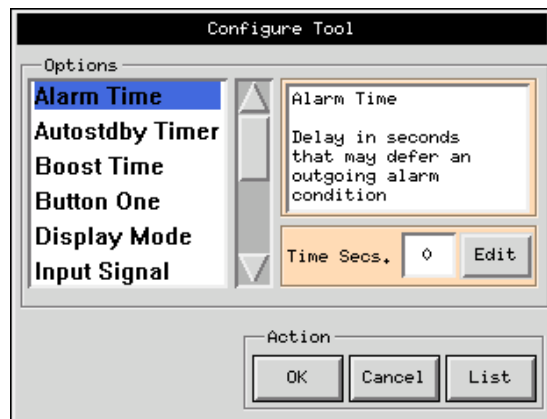 Configure Tool
Options
Alarm Time
Autostdby Timer
Boost Time
Button One
Display Mode
Input Signal
Alarm Time
Delay in seconds
that may defer an
outgoing alarm
condition
Time Secs. 0 Edit
Action
OK Cancel List